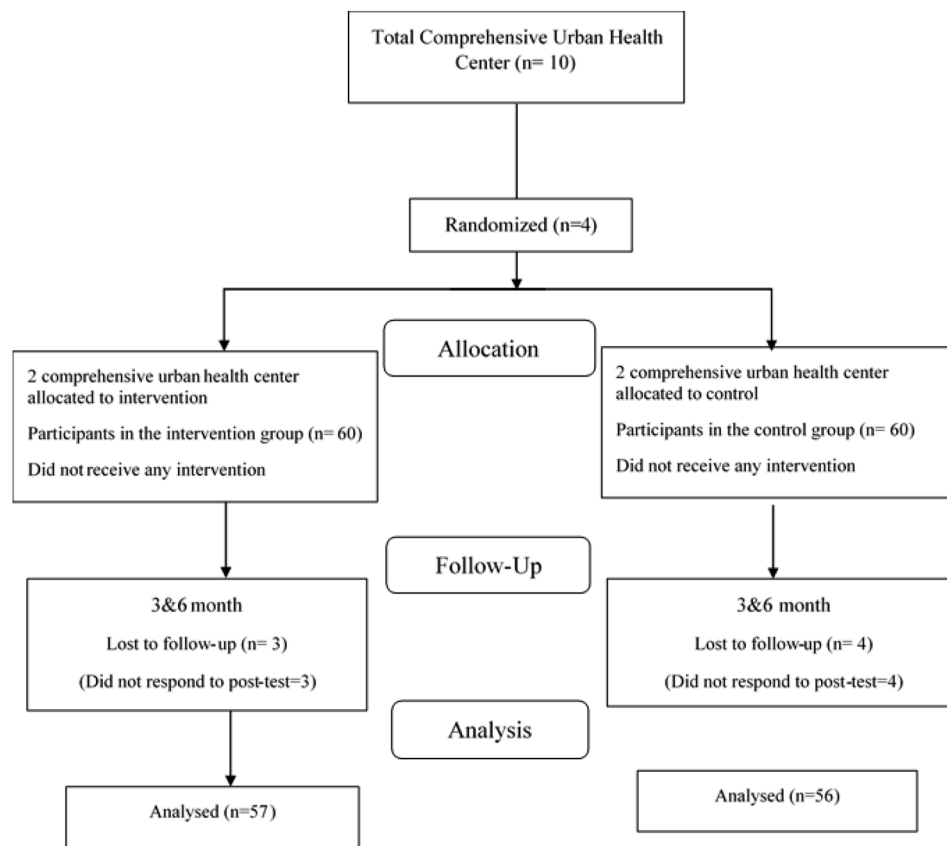 Total Comprehensive Urban Health
Center (n= 10)
Randomized (n=4)
Allocation
2 comprehensive urban health center
allocated to intervention
Participants in the intervention group (n= 60)
Did not receive any intervention
2 comprehensive urban health center
allocated to control
Participants in the control group (n= 60)
Did not receive any intervention
Follow-Up
3&6 month
Lost to follow-up (n= 3)
(Did not respond to post-test=3)
3&6 month
Lost to follow-up (n= 4)
(Did not respond to post-test=4)
Analysis
Analysed (n=57)
Analysed (n=56)